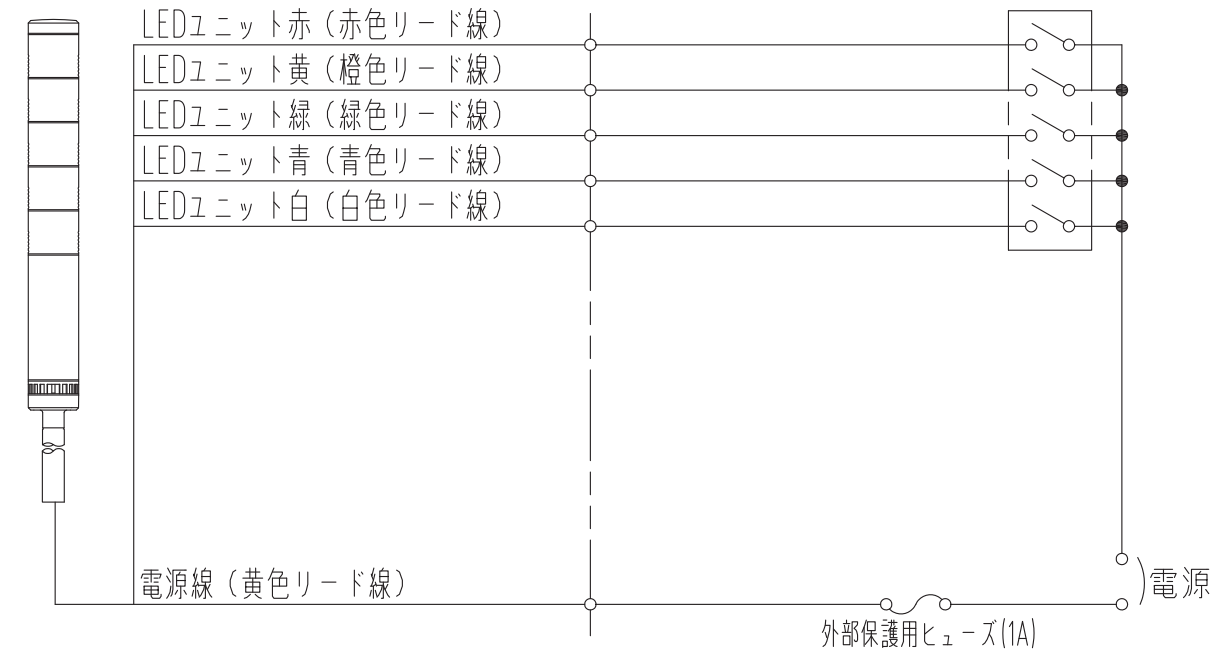 LEDユニット赤（赤色リード線）
LEDユニット黄（橙色リード線）
LEDユニット緑（緑色リード線）
LEDユニット青（青色リード線）
LEDユニット白（白色リード線）
電源線（黄色リード線）
電源
外部保護用ヒューズ(1A)